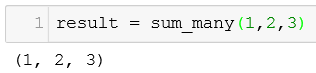 1 result = sum_many(1,2,3)
(1, 2, 3)